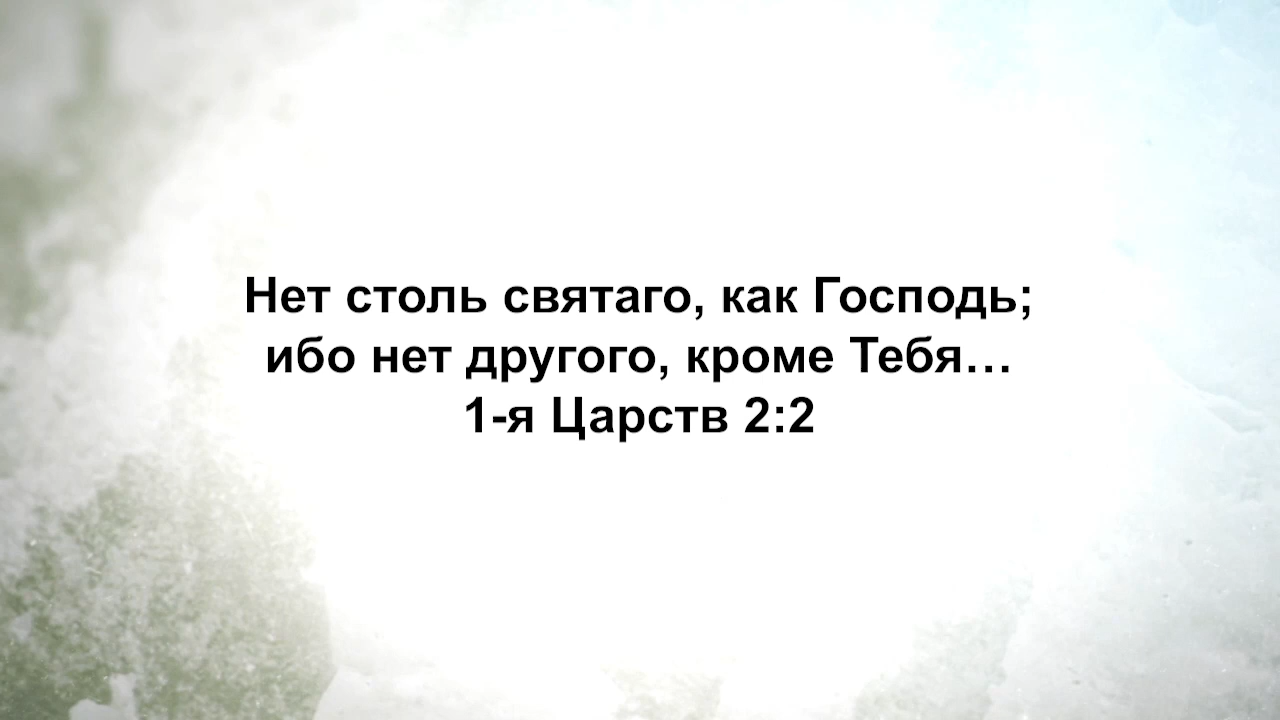 Нет столь святаго, как Господь;
ибо нет другого, кроме Тебя…
1-я Царств 2:2